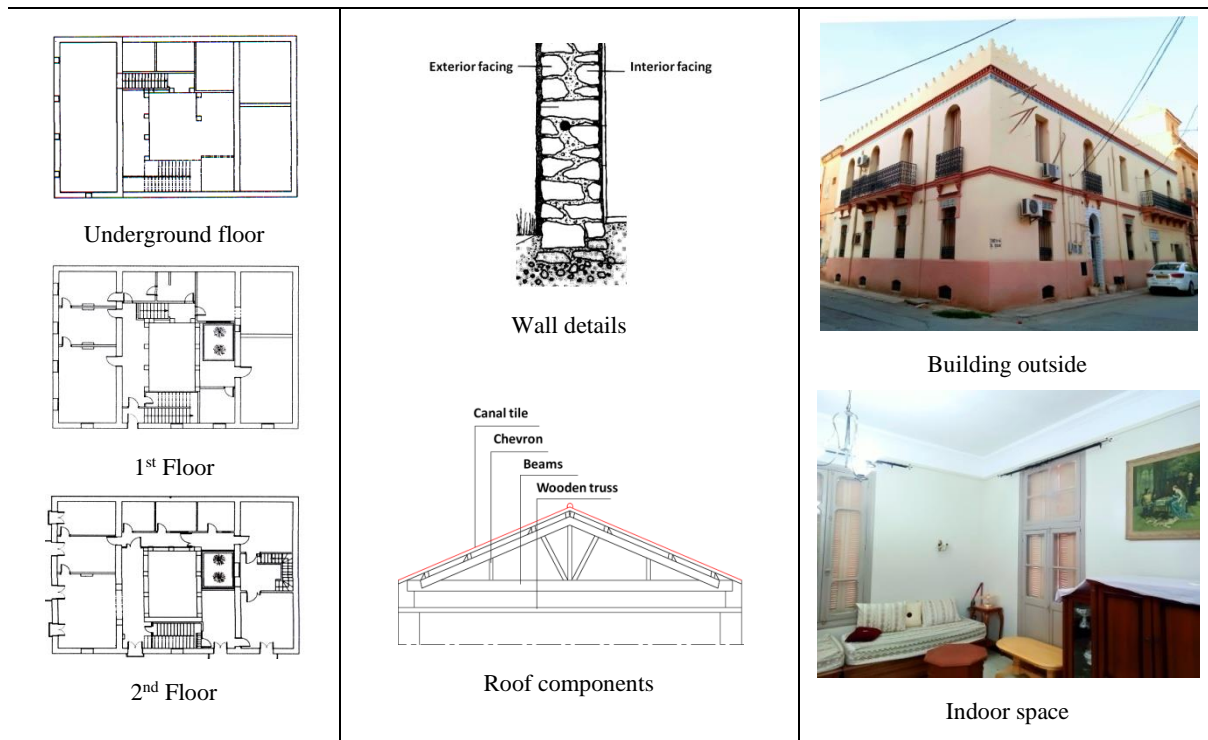 Underground floor
1st Floor
2nd Floor
Exterior facing
Interior facing
Wall details
Canal tile
Chevron
Beams
Wooden truss
Roof components
Building outside
Indoor space